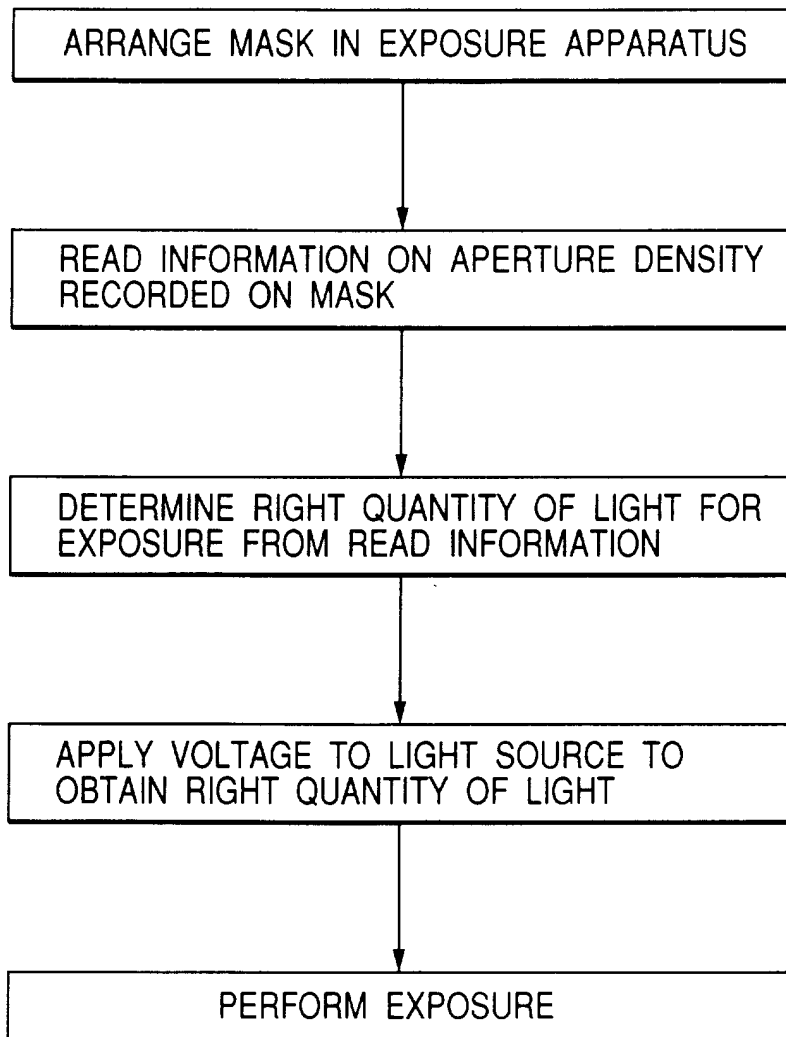 ARRANGE MASK IN EXPOSURE APPARATUS
READ INFORMATION ON APERTURE DENSITY
RECORDED ON MASK
DETERMINE RIGHT QUANTITY OF LIGHT FOR
EXPOSURE FROM READ INFORMATION
APPLY VOLTAGE TO LIGHT SOURCE TO
OBTAIN RIGHT QUANTITY OF LIGHT
PERFORM EXPOSURE